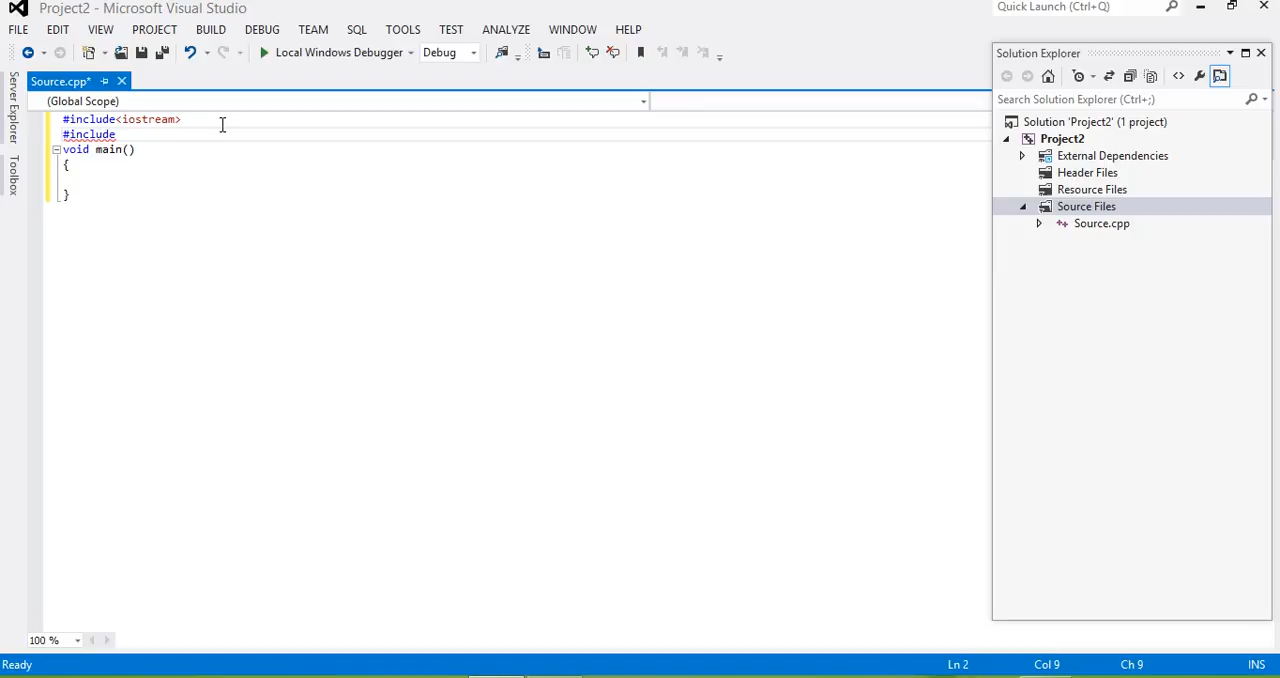 Project2 - Microsoft Visual Studio
Quick Launch (Ctrl+Q)
FILE EDIT VIEW PROJECT BUILD DEBUG TEAM SQL TOOLS TEST ANALYZE WINDOW HELP
Local Windows Debugger Debug
Solution Explorer
Server Explorer
Toolbox
Source.cpp*
(Global Scope)
#include<iostream>
#include
void main()
{
}
Search Solution Explorer (Ctrl+;)
Solution 'Project2' (1 project)
Project2
External Dependencies
Header Files
Resource Files
Source Files
Source.cpp
100 %
Ready Ln 2 Col 9 Ch 9 INS